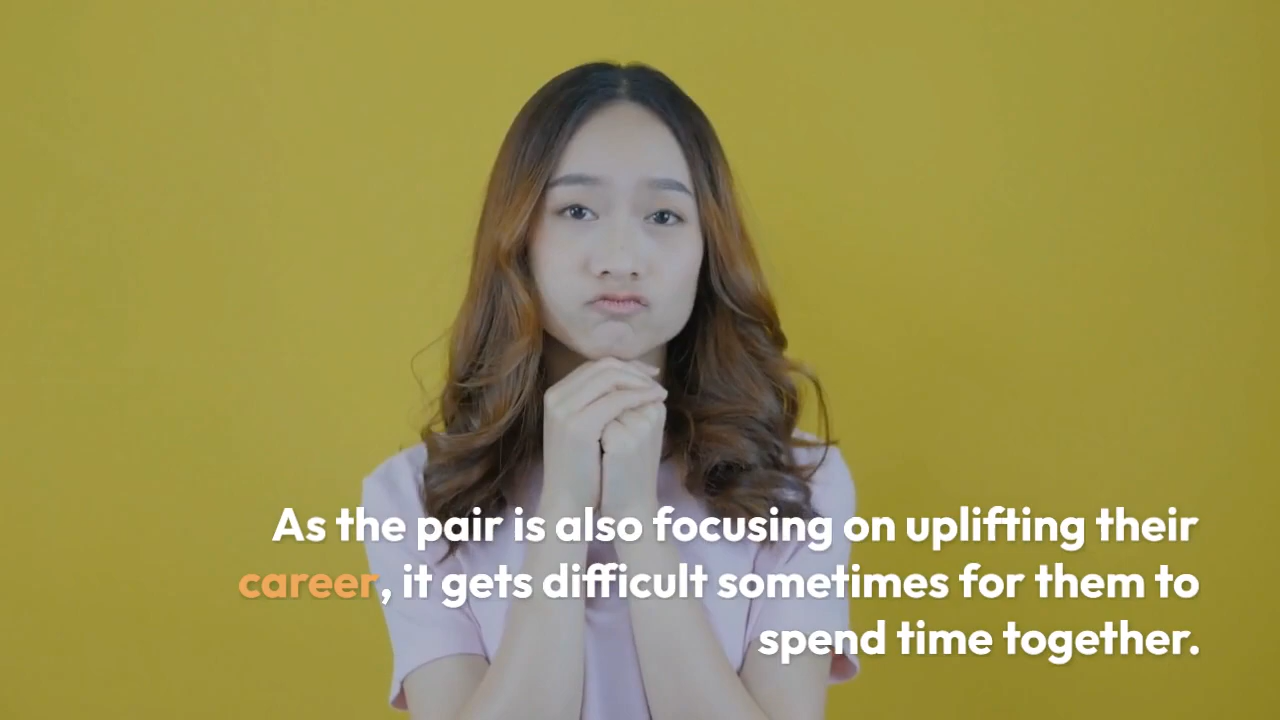 As the pair is also focusing on uplifting their
career, it gets difficult sometimes for them to
spend time together.